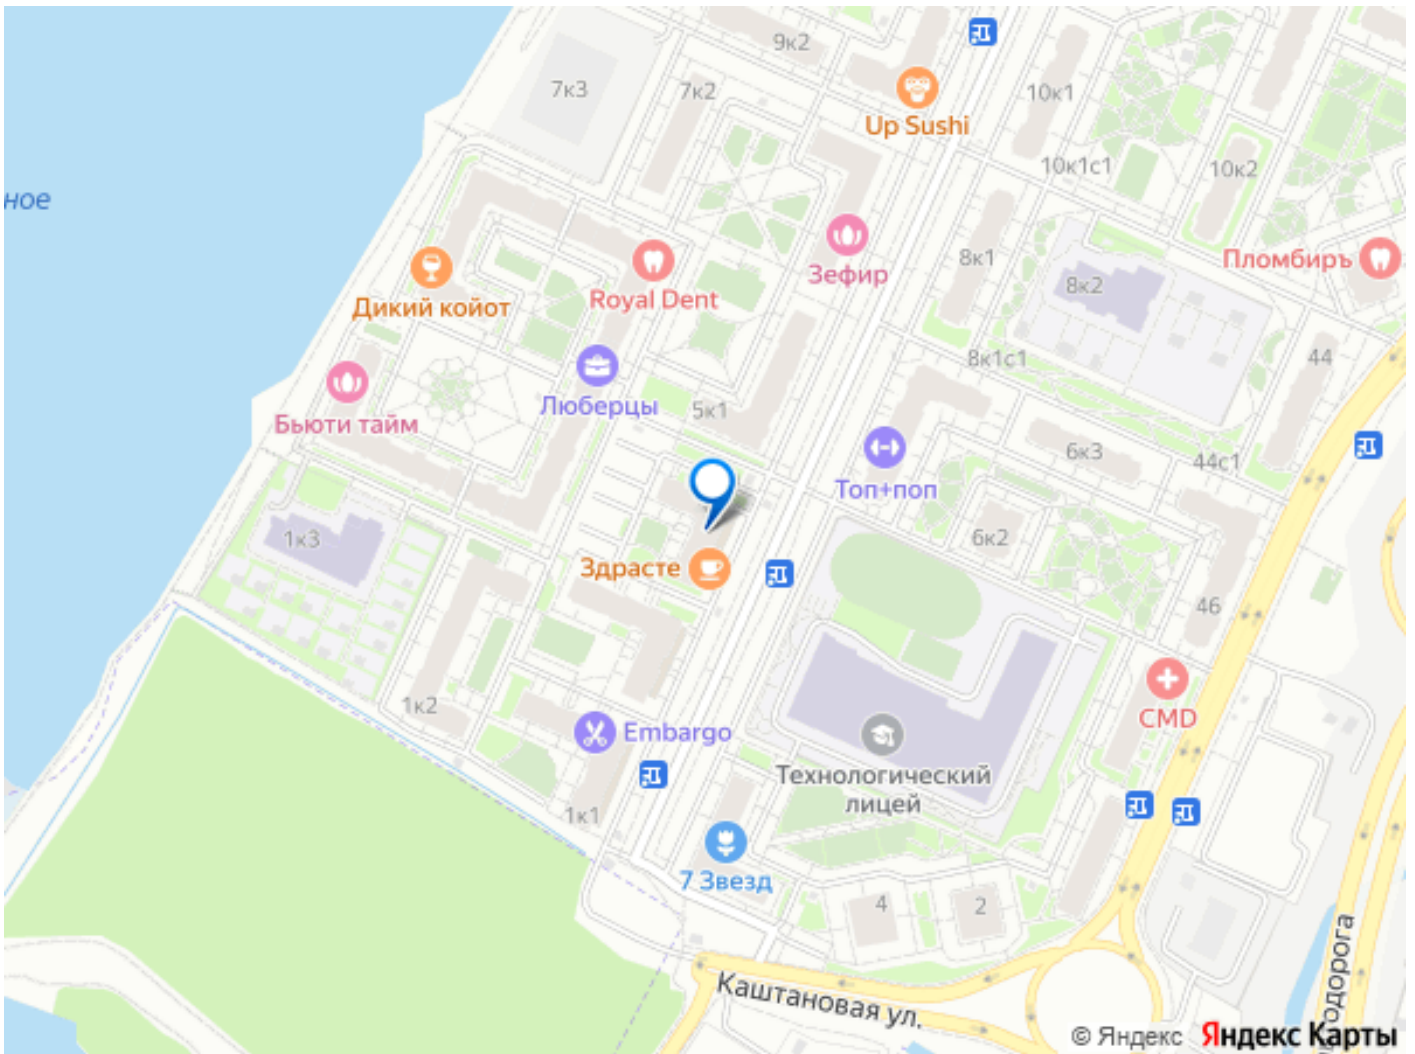 9к2
7к3
7к2
10к1
Up Sushi
10к1с1
10к2
ное
8к1
Пломбиръ
Зефир
8к2
Royal Dent
Дикий койот
8к1с1
44
Люберцы
5к1
Бьюти тайм
6к3
44с1
Топ+поп
1к3
6к2
Здрасте
46
1к2
CMD
Embargo
Технологический
лицей
1к1
7 Звезд
4
2
Каштановая ул.
одорога
© Яндекс Яндекс Карты